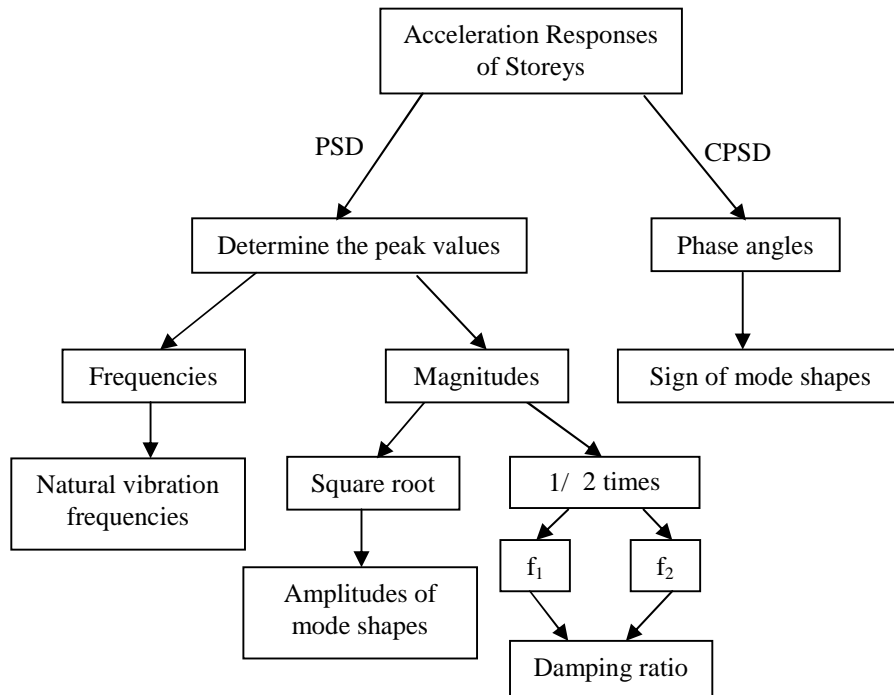 Acceleration Responses
of Storeys
PSD
CPSD
Determine the peak values
Phase angles
Frequencies
Magnitudes
Sign of mode shapes
Natural vibration
frequencies
Square root
1/ 2 times
f₁
f₂
Amplitudes of
mode shapes
Damping ratio